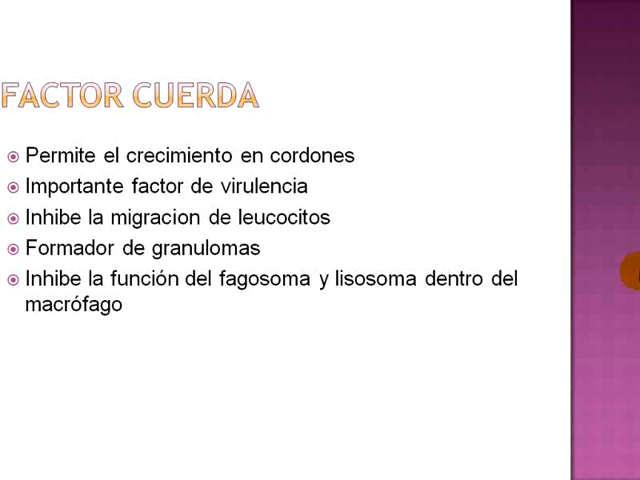 FACTOR CUERDA
Permite el crecimiento en cordones
Importante factor de virulencia
Inhibe la migracion de leucocitos
Formador de granulomas
Inhibe la función del fagosoma y lisosoma dentro del
macrófago